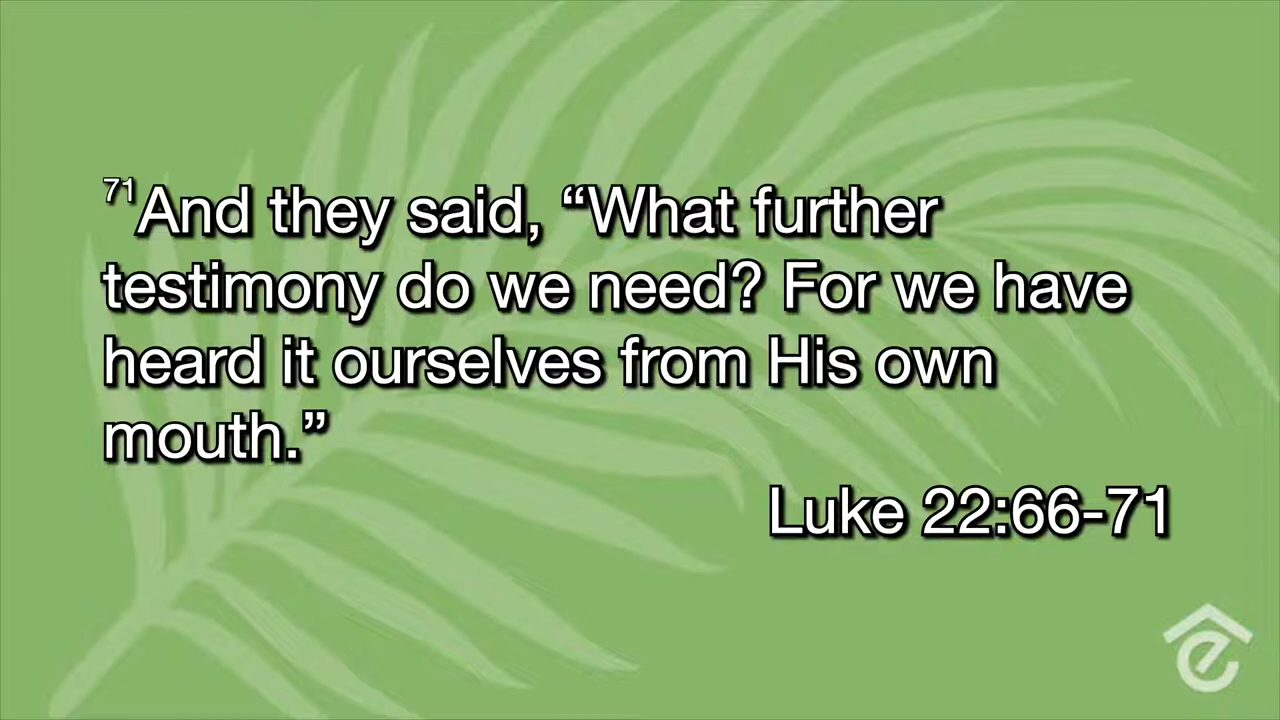 71And they said, “What further
testimony do we need? For we have
heard it ourselves from His own
mouth.”
Luke 22:66-71
e